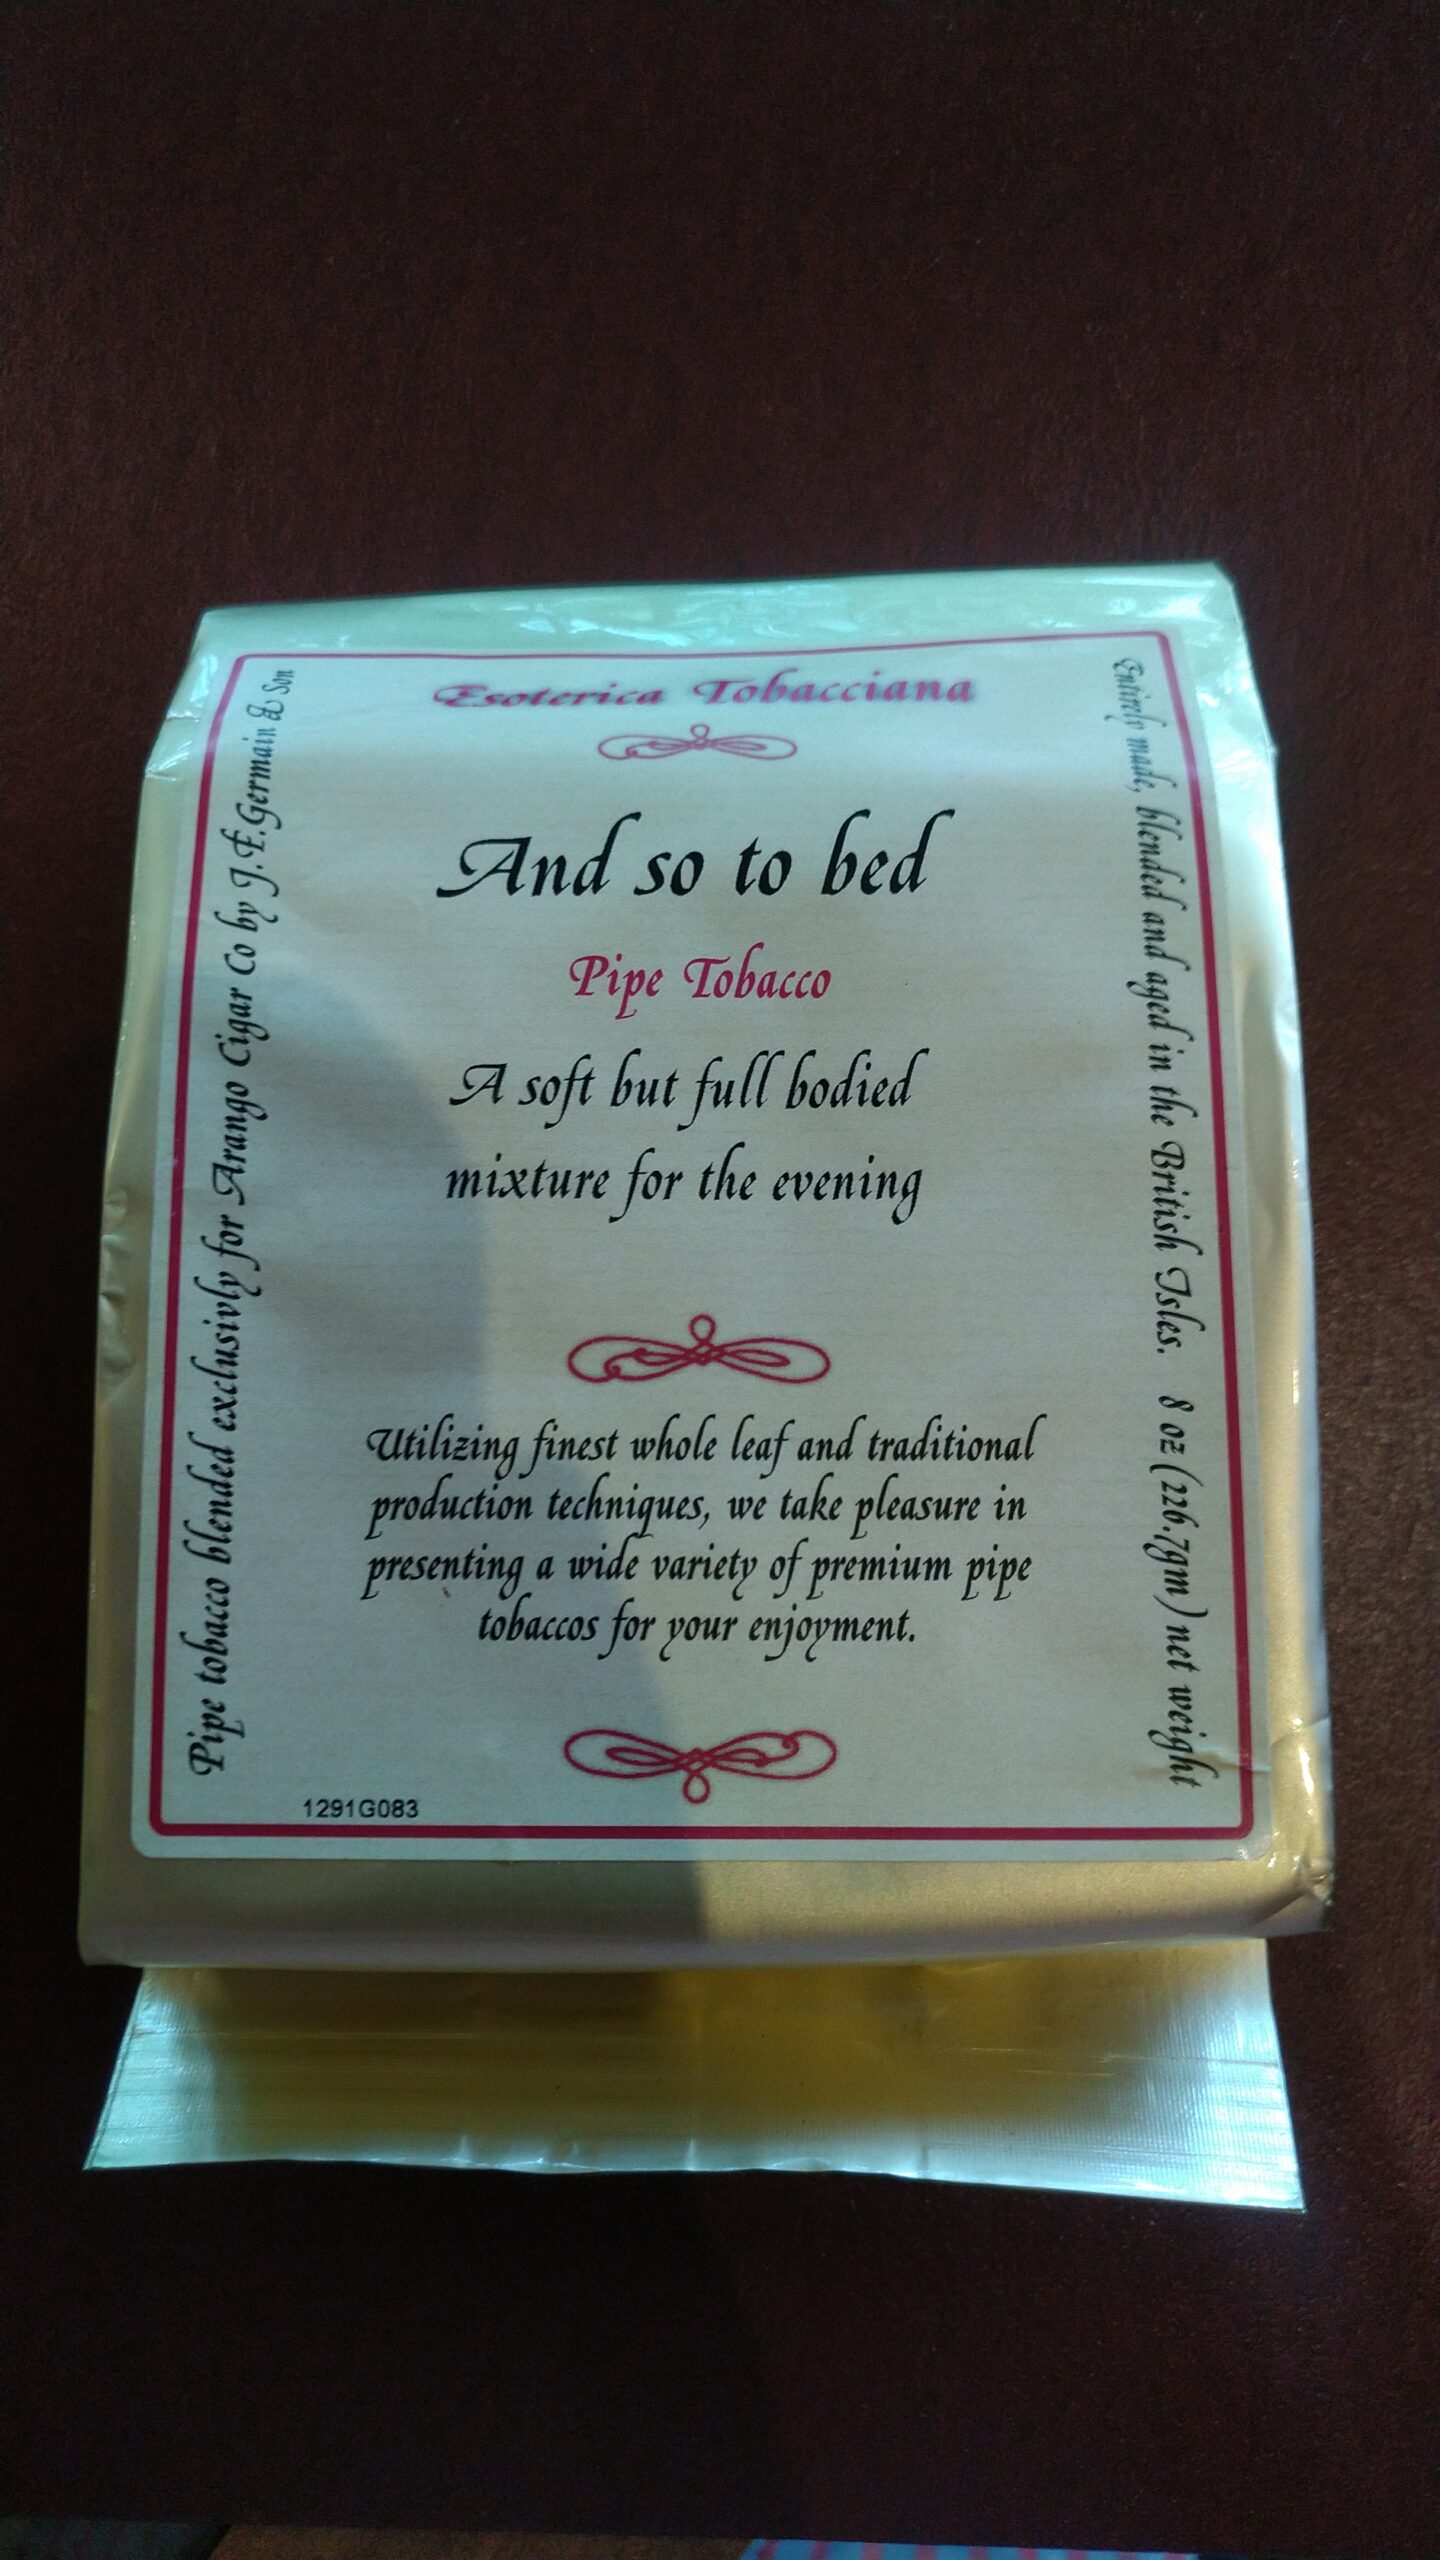 Esoterica Tobacciana
And so to bed
Pipe Tobacco
A soft but full bodied
mixture for the evening
Utilizing finest whole leaf and traditional
production techniques, we take pleasure in
presenting a wide variety of premium pipe
tobaccos for your enjoyment.
1291G083
Pipe tobacco blended exclusivly for Arango Cigar Co by J.E.Germain & Son
Entirely made, blended and aged in the British Isles. 8 oz (226.7gm) net weight